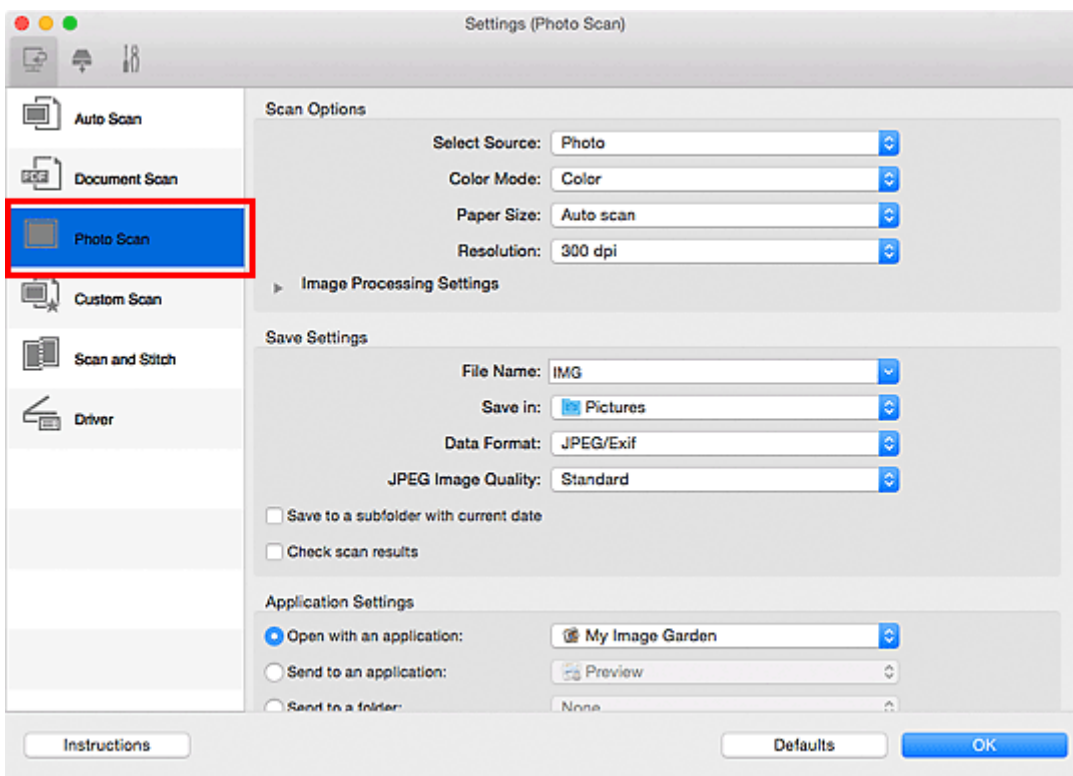 Settings (Photo Scan)
Auto Scan
PDF
Document Scan
Photo Scan
Custom Scan
Scan and Stitch
Driver
Scan Options
Select Source: Photo
Color Mode: Color
Paper Size: Auto scan
Resolution: 300 dpi
Image Processing Settings
Save Settings
File Name: IMG
Save in: Pictures
Data Format: JPEG/Exif
JPEG Image Quality: Standard
Save to a subfolder with current date
Check scan results
Application Settings
Open with an application: My Image Garden
Send to an application: Preview
Send to a folder: None
Instructions
Defaults
OK